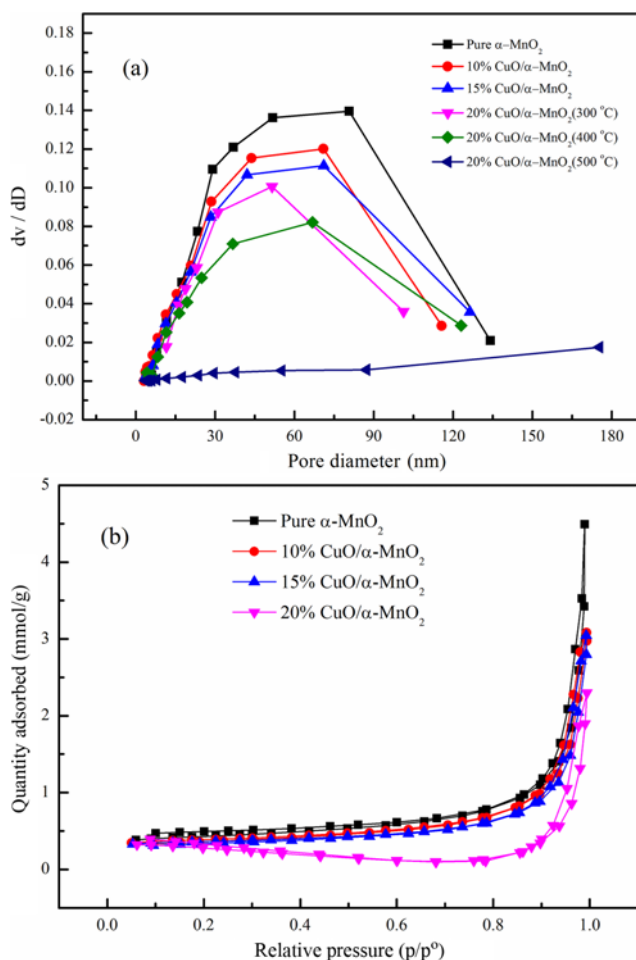 (a)
Pure α–MnO₂
10% CuO/α–MnO₂
15% CuO/α–MnO₂
20% CuO/α–MnO₂(300 °C)
20% CuO/α–MnO₂(400 °C)
20% CuO/α–MnO₂(500 °C)
dv / dD
0.20
0.18
0.16
0.14
0.12
0.10
0.08
0.06
0.04
0.02
0.00
-0.02
0 30 60 90 120 150 180
Pore diameter (nm)
(b)
Pure α-MnO₂
10% CuO/α-MnO₂
15% CuO/α-MnO₂
20% CuO/α-MnO₂
Quantity adsorbed (mmol/g)
5
4
3
2
1
0
0.0 0.2 0.4 0.6 0.8 1.0
Relative pressure (p/pº)